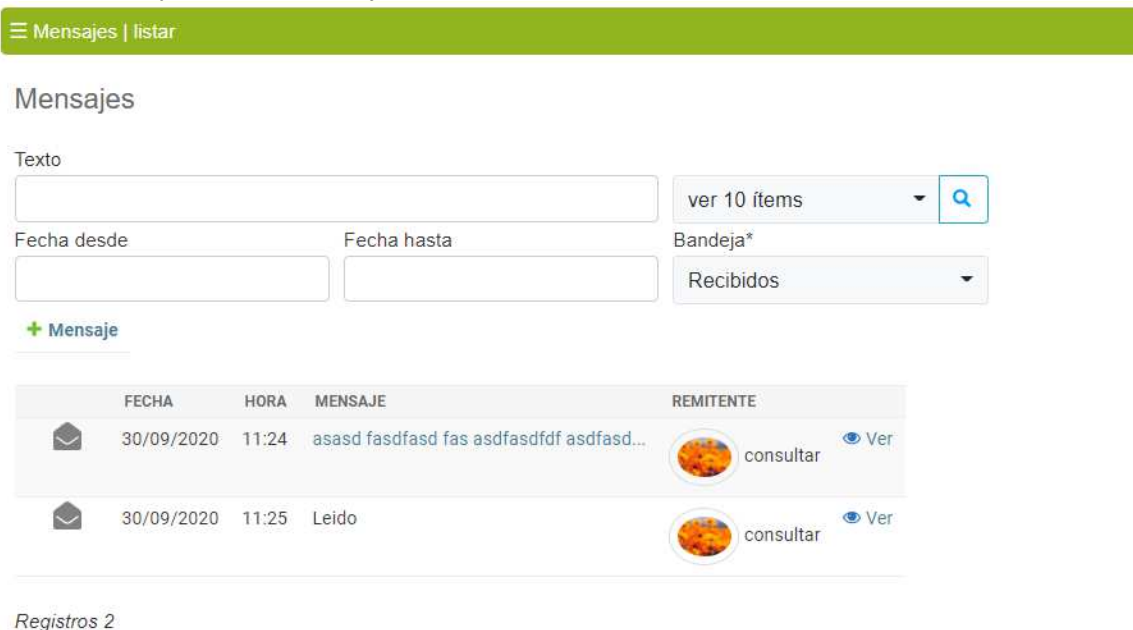 ☰ Mensajes | listar
Mensajes
Texto
ver 10 ítems
Fecha desde Fecha hasta Bandeja*
Recibidos
+ Mensaje
FECHA HORA MENSAJE REMITENTE
30/09/2020 11:24 asasd fasdfasd fas asdfasdfdf asdfasd... consultar Ver
30/09/2020 11:25 Leido consultar Ver
Registros 2